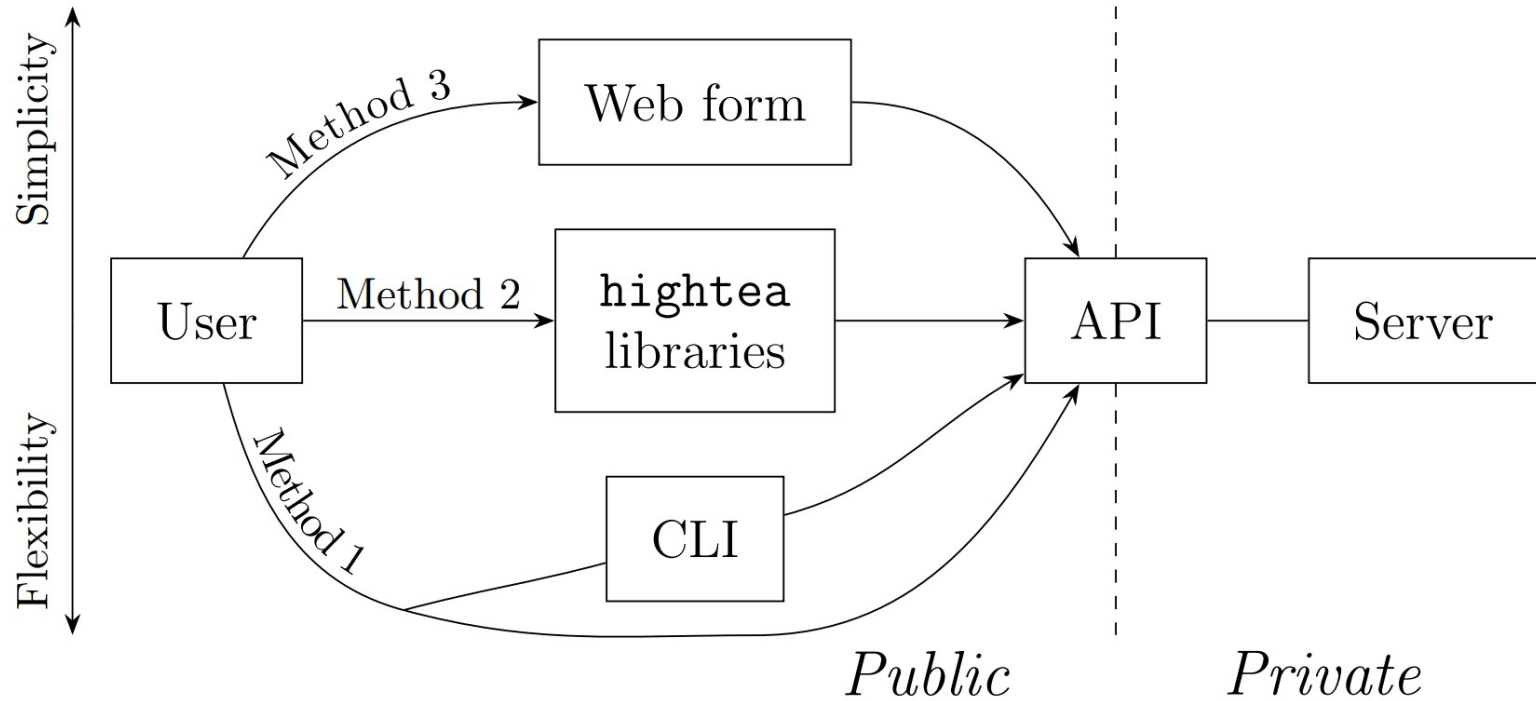 Simplicity
Flexibility
Method 3
Web form
User
Method 2
hightea
libraries
API
Server
Method 1
CLI
Public
Private